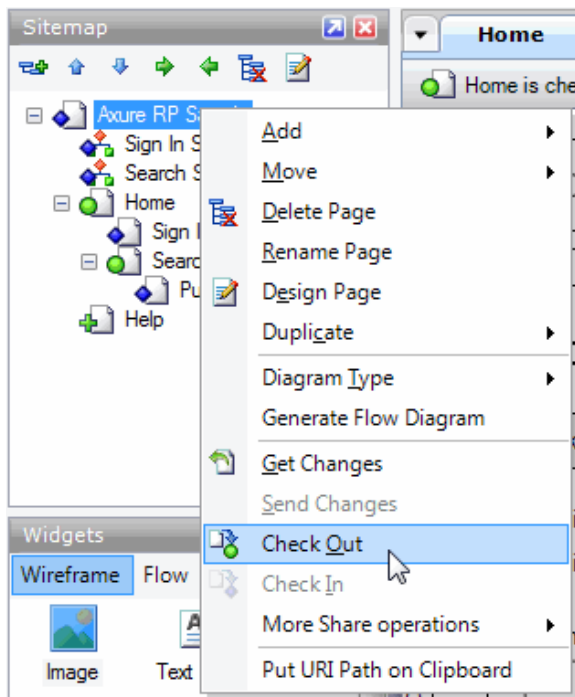 Sitemap
Home
Home is che
Axure RP
Sign In S
Search S
Home
Sign I
Searc
Pu
Help
Add
Move
Delete Page
Rename Page
Design Page
Duplicate
Diagram Type
Generate Flow Diagram
Get Changes
Send Changes
Check Out
Check In
More Share operations
Put URI Path on Clipboard
Widgets
Wireframe Flow
Image Text